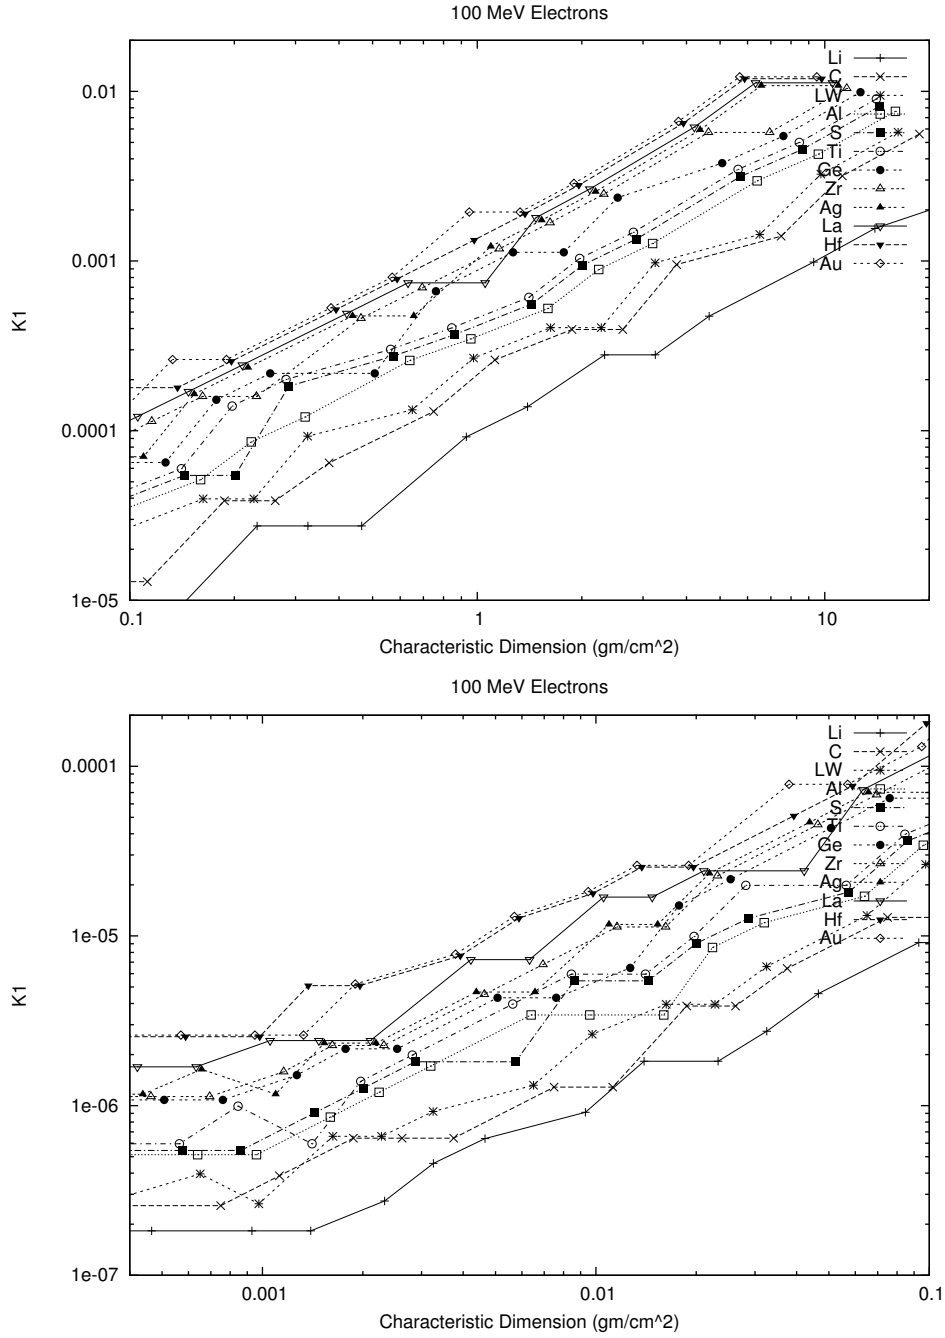 100 MeV Electrons
Li
0.01
C
LW
Al
S
Ti
Ge
Zr
Ag
La
0.001
Hf
Au
K1
0.0001
1e-05
0.1 1 10
Characteristic Dimension (gm/cm^2)
100 MeV Electrons
Li
C
0.0001
LW
Al
S
Ti
Ge
Zr
Ag
La
Hf
1e-05
Au
K1
1e-06
1e-07
0.001 0.01 0.1
Characteristic Dimension (gm/cm^2)